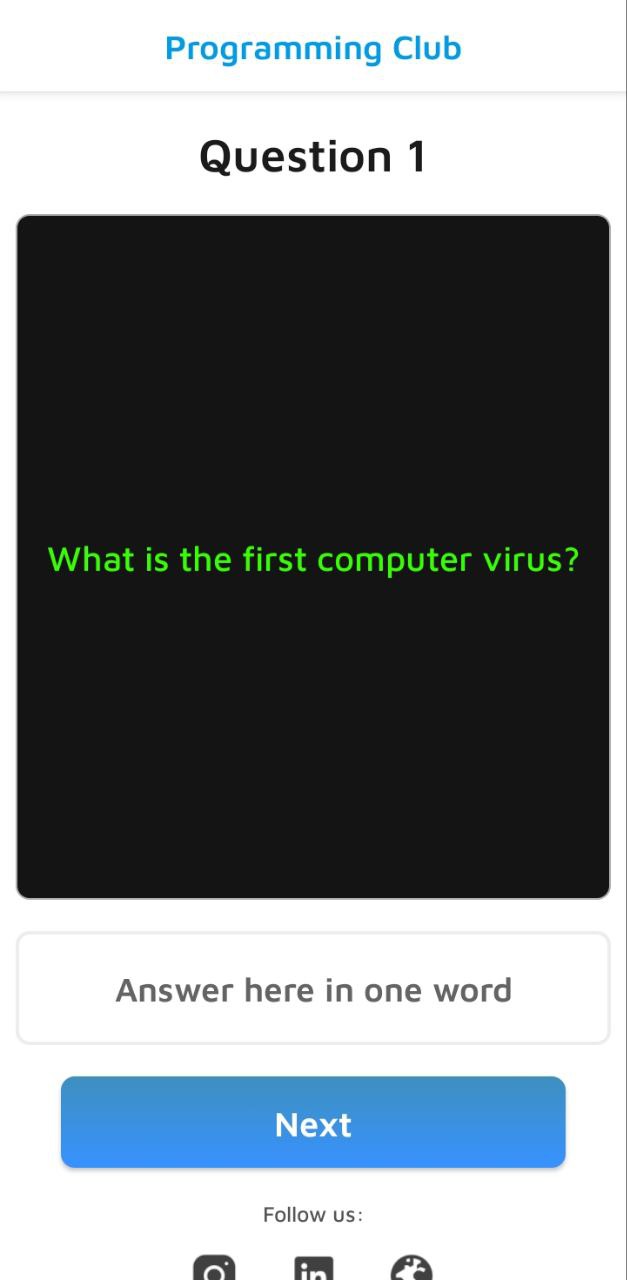 Programming Club
Question 1
What is the first computer virus?
Answer here in one word
Next
Follow us:
in